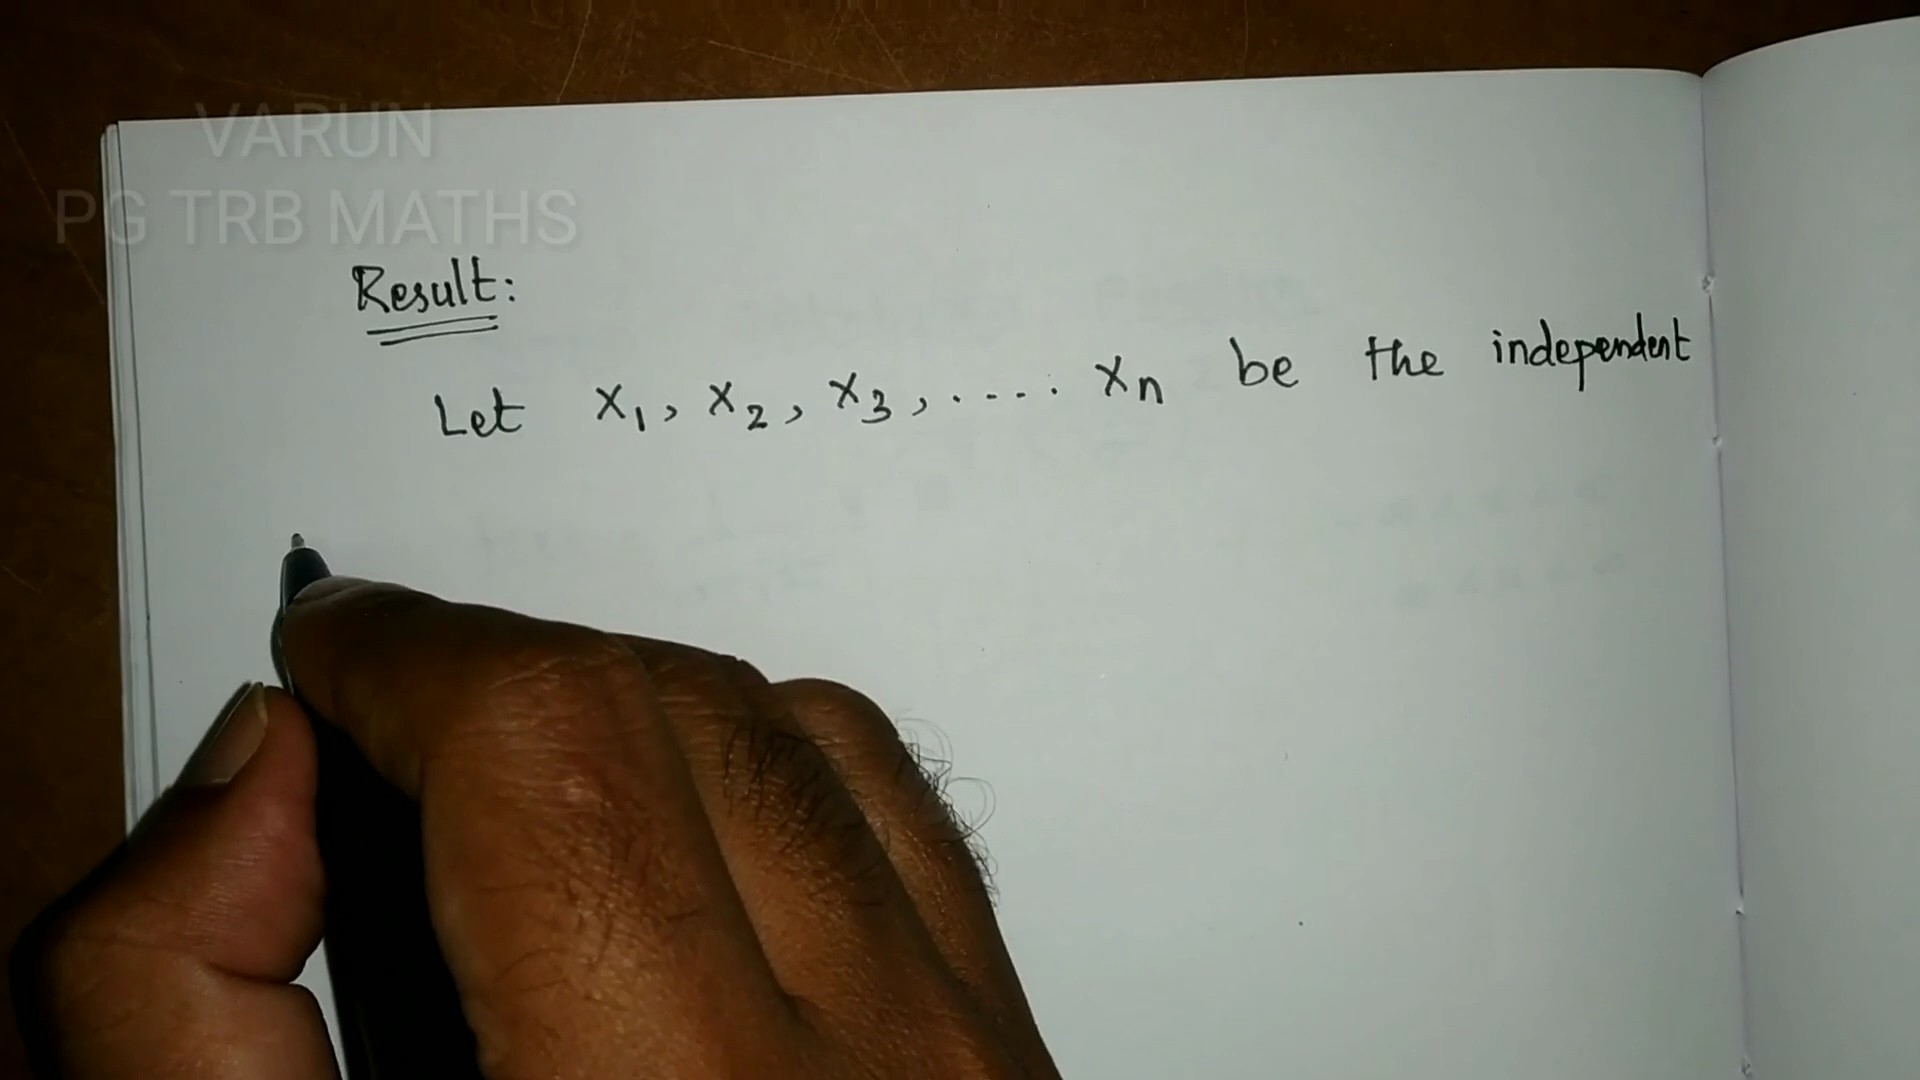 VARUN
PG TRB MATHS
Result:
Let X₁, X₂, X₃, ..... Xn be the independent